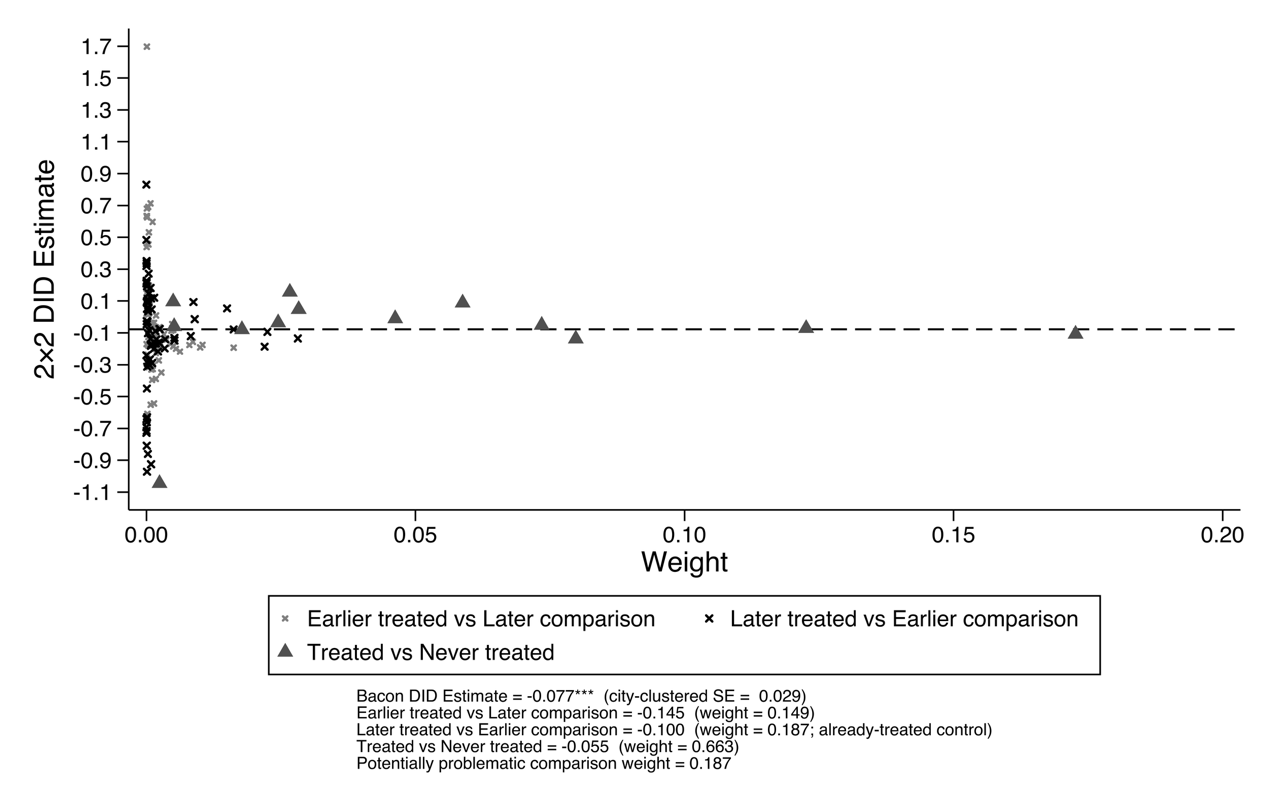 1.7
1.5
1.3
1.1
0.9
0.7
0.5
0.3
0.1
-0.1
-0.3
-0.5
-0.7
-0.9
-1.1
2×2 DID Estimate
0.00 0.05 0.10 0.15 0.20
Weight
Earlier treated vs Later comparison Later treated vs Earlier comparison
Treated vs Never treated
Bacon DID Estimate = -0.077*** (city-clustered SE = 0.029)
Earlier treated vs Later comparison = -0.145 (weight = 0.149)
Later treated vs Earlier comparison = -0.100 (weight = 0.187; already-treated control)
Treated vs Never treated = -0.055 (weight = 0.663)
Potentially problematic comparison weight = 0.187